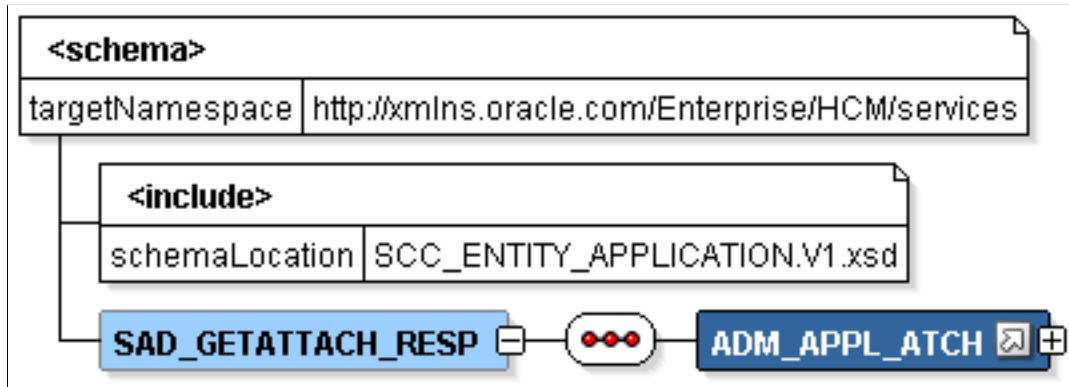 <schema>
targetNamespace http://xmlns.oracle.com/Enterprise/HCM/services
<include>
schemaLocation SCC_ENTITY_APPLICATION.V1.xsd
SAD_GETATTACH_RESP ADM_APPL_ATCH